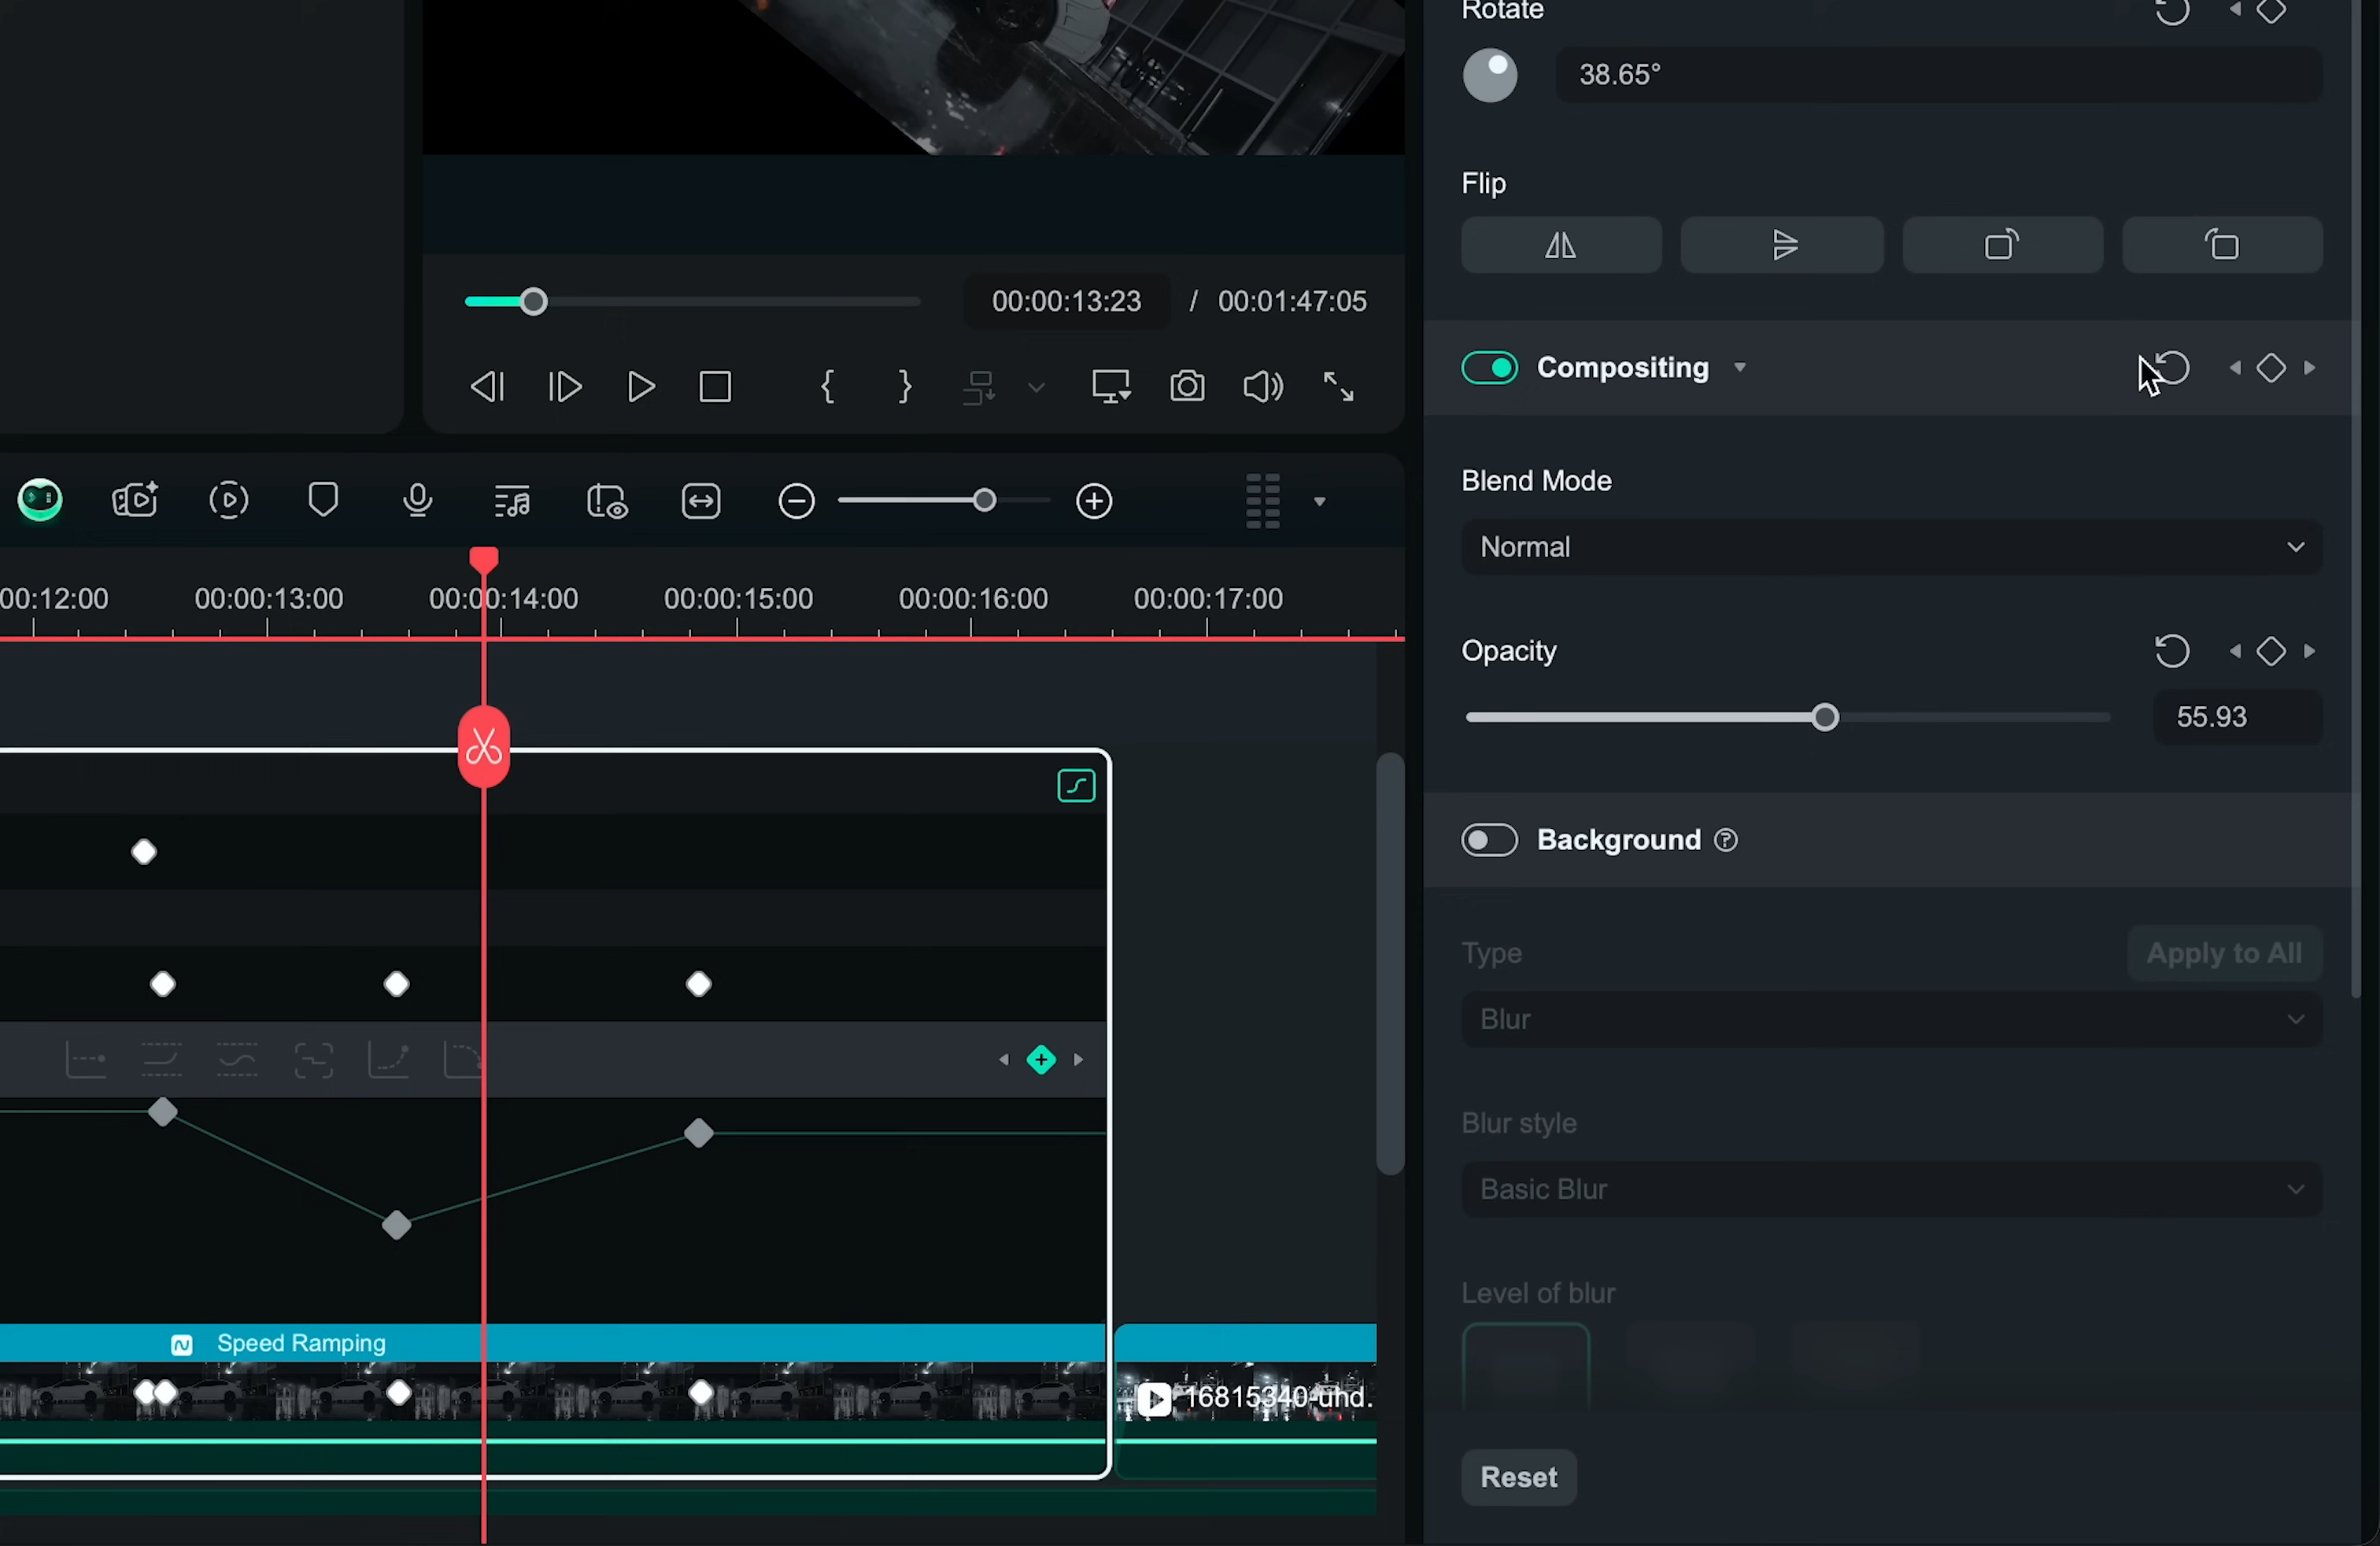 Rotate
38.65°
Flip
00:00:13:23 / 00:01:47:05
Compositing
Blend Mode
Normal
00:12:00 00:00:13:00 00:00:14:00 00:00:15:00 00:00:16:00 00:00:17:00
Opacity
55.93
Background
Type
Apply to All
Blur
Blur style
Basic Blur
Level of blur
Speed Ramping
16815340-uhd.
Reset